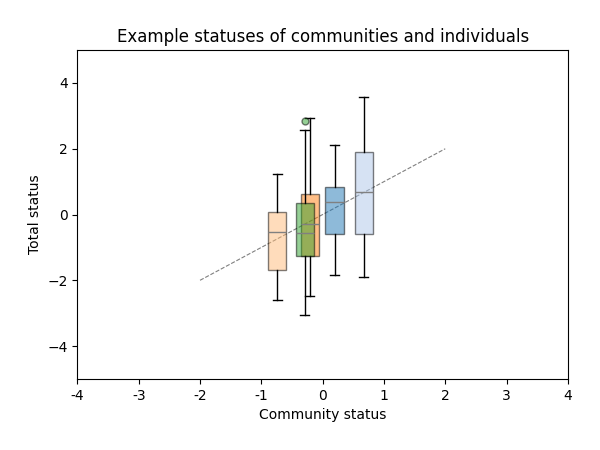 Example statuses of communities and individuals
4
2
0
−2
−4
Total status
-4 -3 -2 -1 0 1 2 3 4
Community status